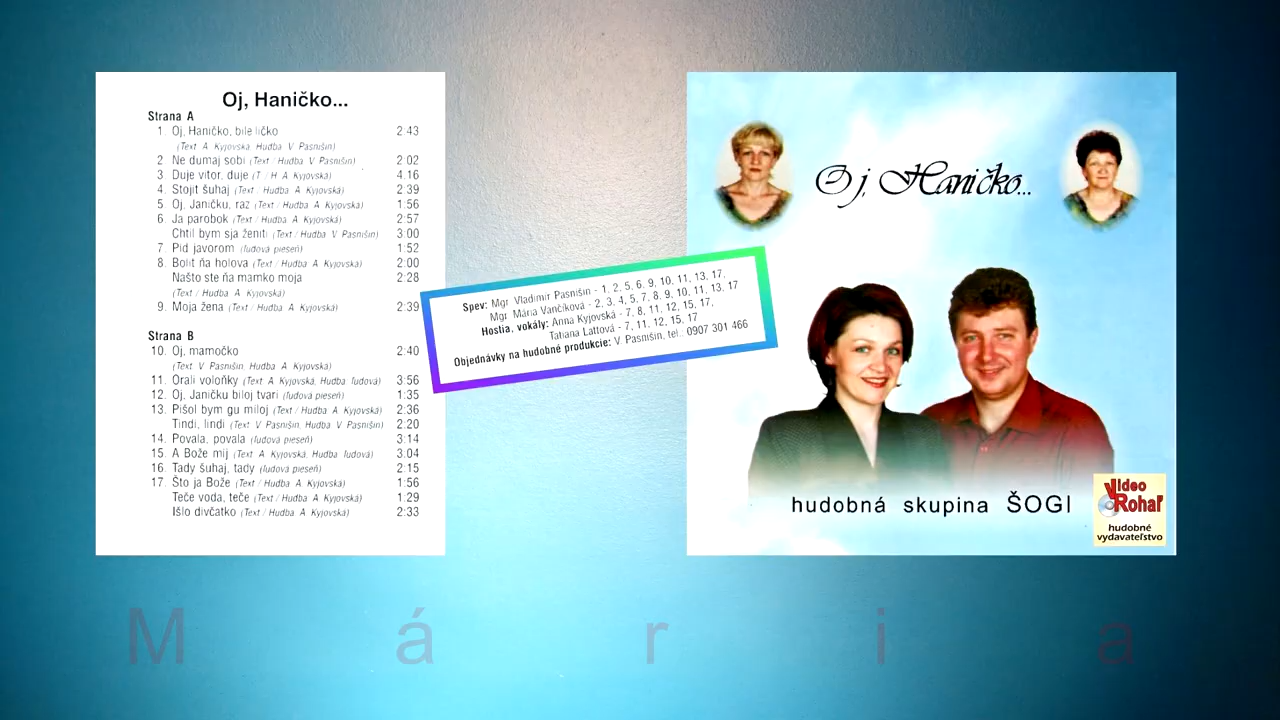 Oj, Haničko...
Strana A
1. Oj, Haničko, bile ličko 2:43
(Text A. Kyjovská Hudba V. Pasnišin)
2 Ne dumaj sobi (Text / Hudba V. Pasnišin) 2 02
3 Duje vitor, duje (T / H A. Kyjovská) 4.16
4. Stojit šuhaj (Text / Hudba A. Kyjovská) 2:39
5 Oj, Janičku, raz (Text / Hudba A. Kyjovská) 1:56
6. Ja parobok (Text / Hudba A. Kyjovská) 2:57
Chtil bym sja ženiti (Text / Hudba V. Pasnišin) 3:00
7. Pid javorom (ľudová pieseň) 1:52
8. Bolit ňa holova (Text / Hudba A. Kyjovská) 2:00
Našto ste ňa mamko moja 2:28
(Text / Hudba A. Kyjovská)
9. Moja žena (Text / Hudba A. Kyjovská) 2:39
Strana B
10. Oj, mamočko 2:40
(Text V. Pasnišin, Hudba A. Kyjovská)
11. Orali voloňky (Text A. Kyjovská, Hudba ľudová) 3:56
12. Oj, Janičku biloj tvari (ľudová pieseň) 1:35
13. Pišol bym gu miloj (Text / Hudba A. Kyjovská) 2:36
Tindi, lindi (Text V. Pasnišin, Hudba V. Pasnišin) 2:20
14. Povala, povala (ľudová pieseň) 3:14
15. A Bože mij (Text A. Kyjovská, Hudba ľudová) 3.04
16. Tady šuhaj, tady (ľudová pieseň) 2:15
17. Što ja Bože (Text / Hudba A. Kyjovská) 1:56
Teče voda, teče (Text / Hudba A. Kyjovská) 1:29
Išlo divčatko (Text / Hudba A. Kyjovská) 2:33
Spev: Mgr. Vladimír Pasnišin - 1, 2, 5, 6, 9, 10, 11, 13, 17,
Mgr. Mária Vančíková - 2, 3, 4, 5, 7, 8, 9, 10, 11, 13, 17
Hostia, vokály: Anna Kyjovská - 7, 8, 11, 12, 15, 17,
Tatiana Lattová - 7, 11, 12, 15, 17
Objednávky na hudobné produkcie: V. Pasnišin, tel.: 0907 301 466
Oj, Haničko...
hudobná skupina ŠOGI
Video
Rohaľ
hudobné
vydavateľstvo
Mária